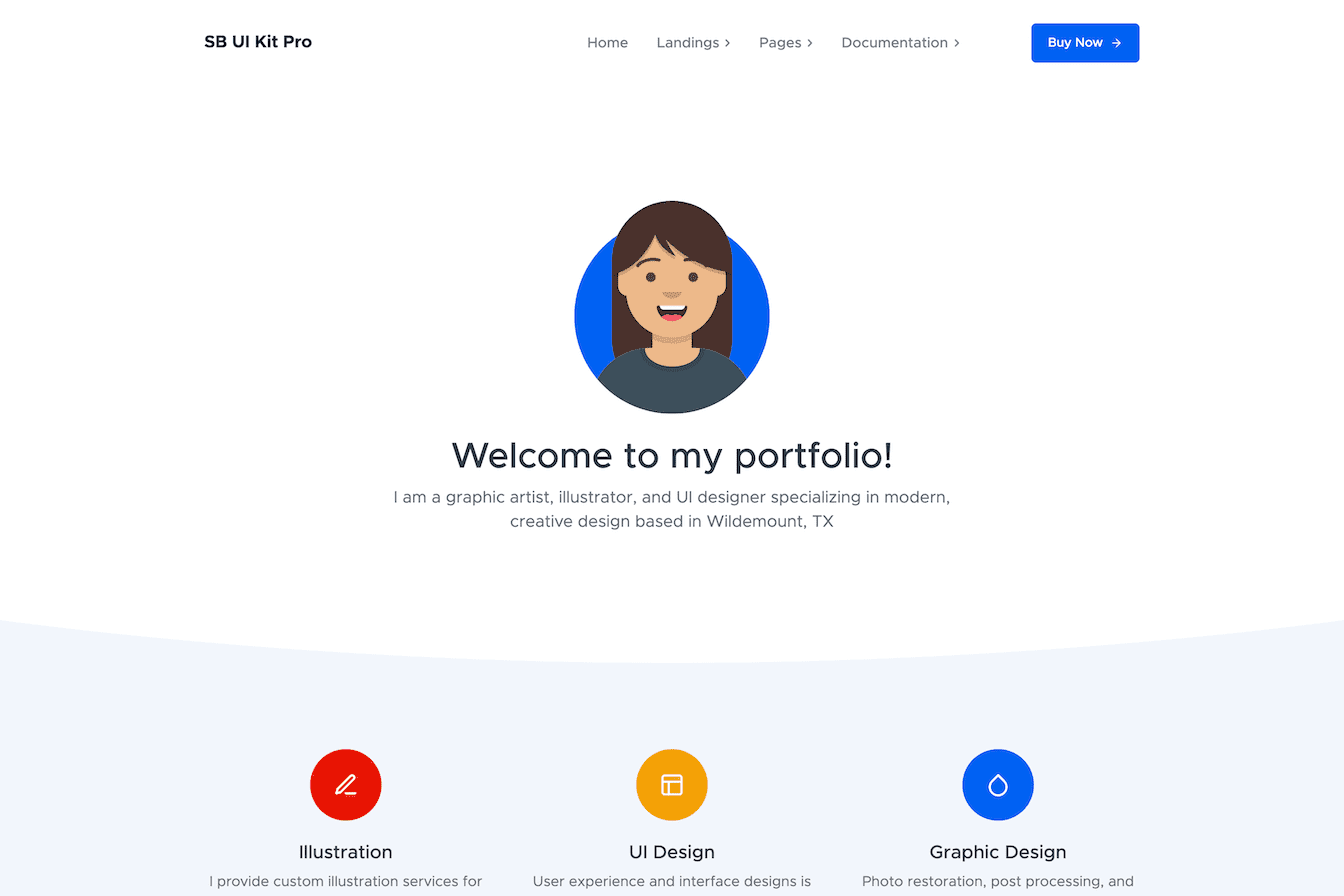 SB UI Kit Pro
Home Landings Pages Documentation Buy Now
Welcome to my portfolio!
I am a graphic artist, illustrator, and UI designer specializing in modern,
creative design based in Wildemount, TX
Illustration
I provide custom illustration services for
UI Design
User experience and interface designs is
Graphic Design
Photo restoration, post processing, and